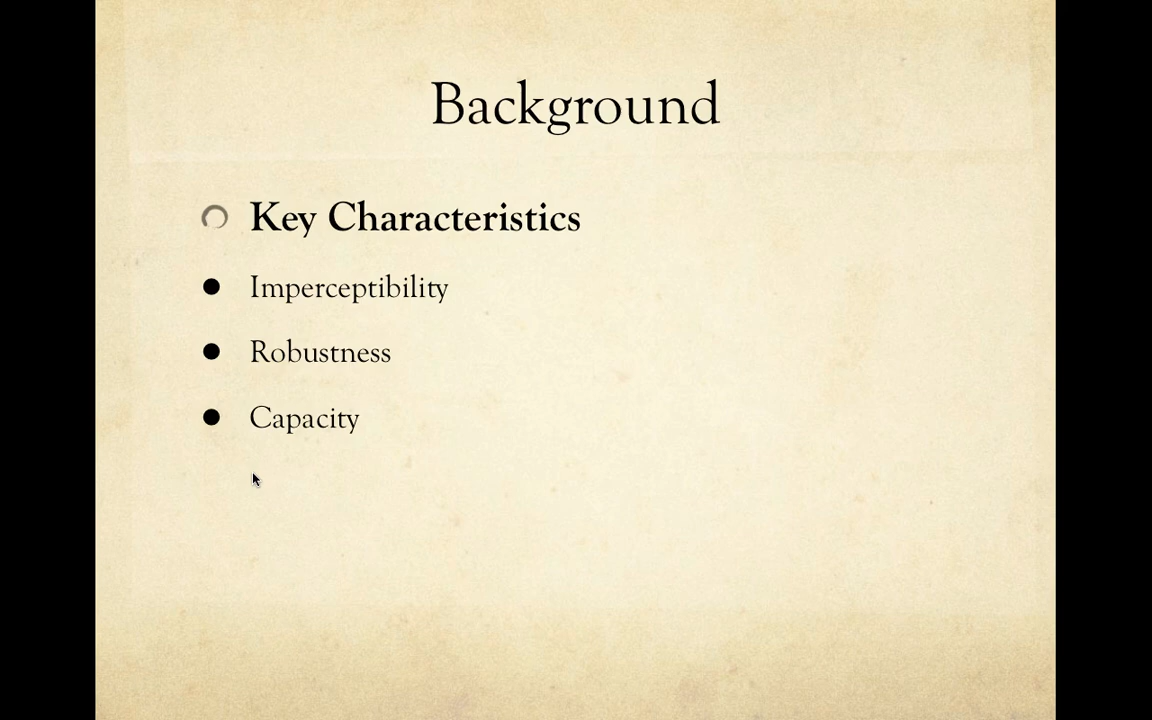 Background
Key Characteristics
Imperceptibility
Robustness
Capacity